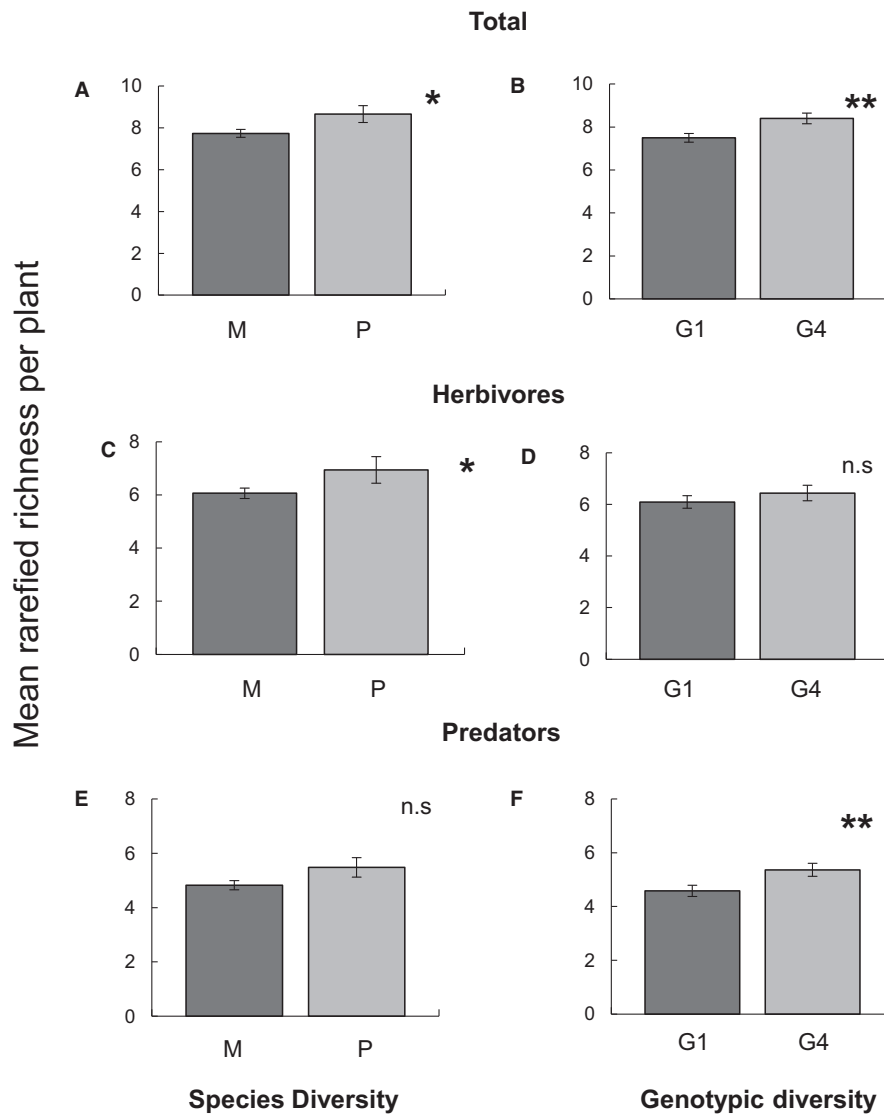 Total
A
10
8
6
4
2
0
*
M P
B
10
8
6
4
2
0
**
G1 G4
Mean rarefied richness per plant
Herbivores
C
8
6
4
2
0
*
M P
D
8
6
4
2
0
n.s
G1 G4
Predators
E
8
6
4
2
0
n.s
M P
Species Diversity
F
8
6
4
2
0
**
G1 G4
Genotypic diversity